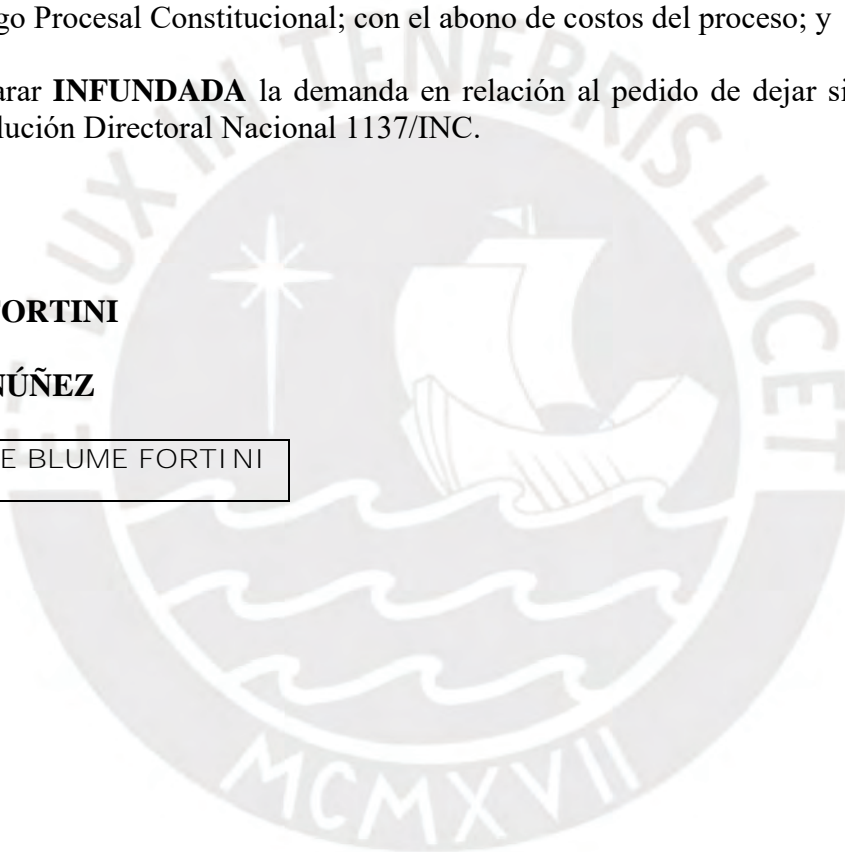 go Procesal Constitucional; con el abono de costos del proceso; y
arar INFUNDADA la demanda en relación al pedido de dejar si
lución Directoral Nacional 1137/INC.
ORTINI
NÚÑEZ
E BLUME FORTINI
ET LUX IN TENEBRIS LUCET
MCMXVII